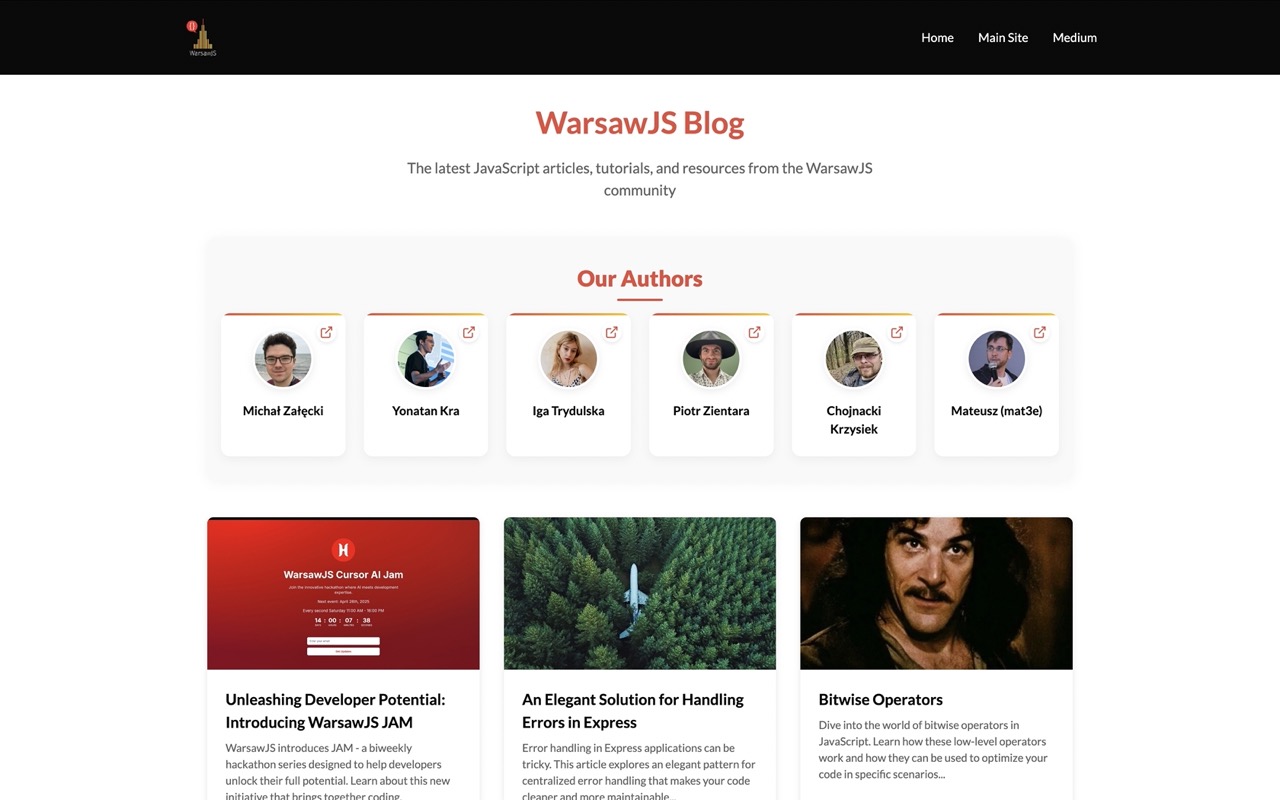 WarsawJS
Home
Main Site
Medium
WarsawJS Blog
The latest JavaScript articles, tutorials, and resources from the WarsawJS
community
Our Authors
Michał Załęcki
Yonatan Kra
Iga Trydulska
Piotr Zientara
Chojnacki
Krzysiek
Mateusz (mat3e)
WarsawJS Cursor AI Jam
Join the innovative hackathon where AI meets development
expertise
Next event: April 26th, 2025
Every second Saturday 11:00 AM - 18:00 PM
14 : 00 : 07 : 38
Unleashing Developer Potential:
Introducing WarsawJS JAM
WarsawJS introduces JAM - a biweekly
hackathon series designed to help developers
unlock their full potential. Learn about this new
initiative that brings together coding,
An Elegant Solution for Handling
Errors in Express
Error handling in Express applications can be
tricky. This article explores an elegant pattern for
centralized error handling that makes your code
cleaner and more maintainable...
Bitwise Operators
Dive into the world of bitwise operators in
JavaScript. Learn how these low-level operators
work and how they can be used to optimize your
code in specific scenarios...